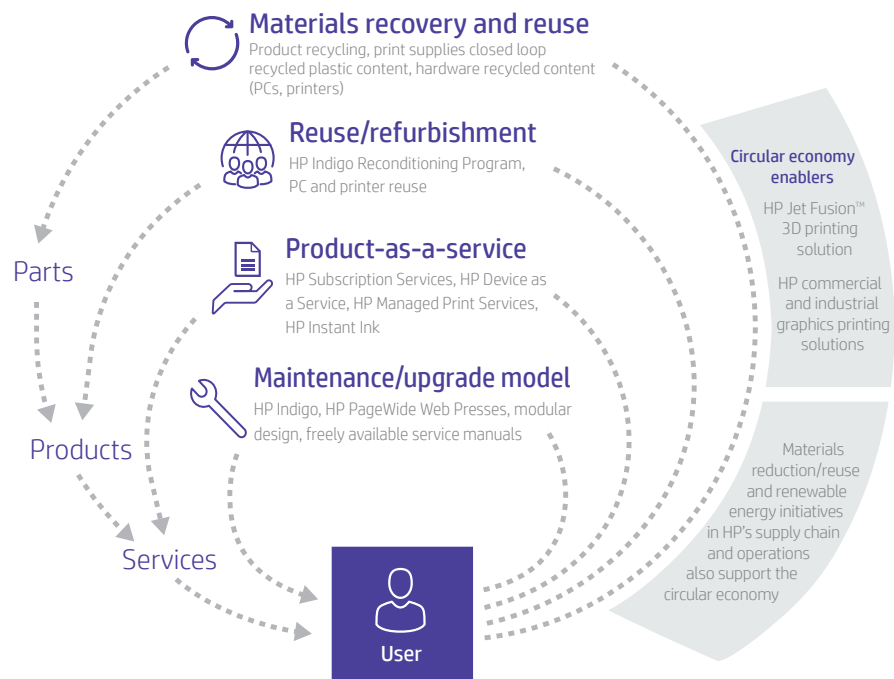 Materials recovery and reuse
Product recycling, print supplies closed loop
recycled plastic content, hardware recycled content
(PCs, printers)
Reuse/refurbishment
HP Indigo Reconditioning Program,
PC and printer reuse
Product-as-a-service
HP Subscription Services, HP Device as
a Service, HP Managed Print Services,
HP Instant Ink
Maintenance/upgrade model
HP Indigo, HP PageWide Web Presses, modular
design, freely available service manuals
Parts
Products
Services
User
Circular economy
enablers
HP Jet Fusion™
3D printing
solution
HP commercial
and industrial
graphics printing
solutions
Materials
reduction/reuse
and renewable
energy initiatives
in HP's supply chain
and operations
also support the
circular economy